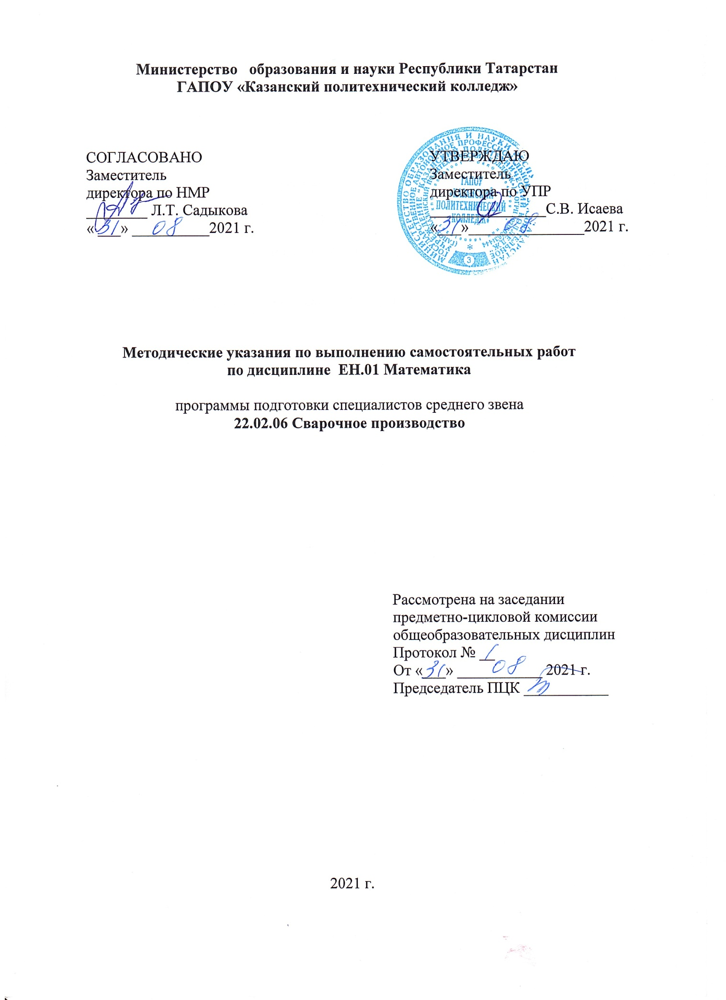 Министерство образования и науки Республики Татарстан
ГАПОУ «Казанский политехнический колледж»
СОГЛАСОВАНО
Заместитель
директора по НМР
________ Л.Т. Садыкова
«31» 08 2021 г.
УТВЕРЖДАЮ
Заместитель
директора по УПР
_______________С.В. Исаева
«31» 08 2021 г.
ГАПОУ
«КАЗАНСКИЙ
ПОЛИТЕХНИЧЕСКИЙ
КОЛЛЕДЖ»
3
Методические указания по выполнению самостоятельных работ
по дисциплине ЕН.01 Математика
программы подготовки специалистов среднего звена
22.02.06 Сварочное производство
Рассмотрена на заседании
предметно-цикловой комиссии
общеобразовательных дисциплин
Протокол № 1
От «31» 08 2021 г.
Председатель ПЦК ___________
2021 г.